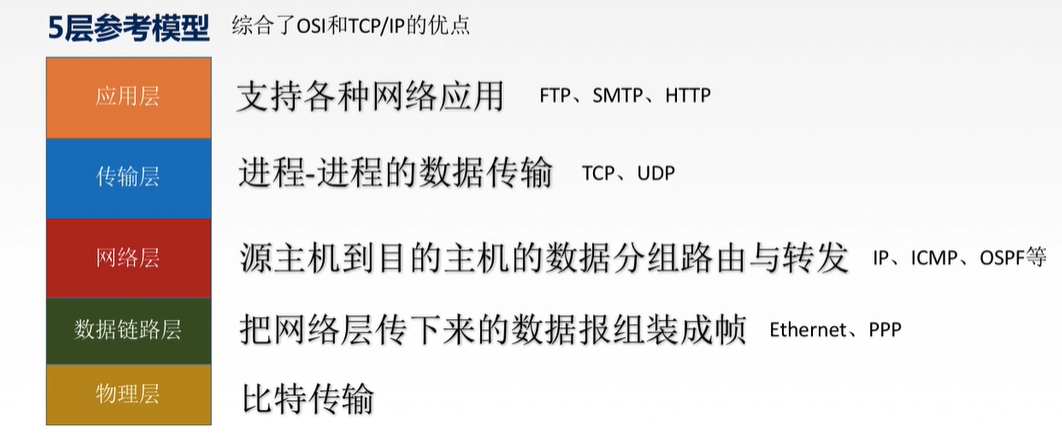 5层参考模型 综合了OSI和TCP/IP的优点
应用层 支持各种网络应用 FTP、SMTP、HTTP
传输层 进程-进程的数据传输 TCP、UDP
网络层 源主机到目的主机的数据分组路由与转发 IP、ICMP、OSPF等
数据链路层 把网络层传下来的数据报组装成帧 Ethernet、PPP
物理层 比特传输